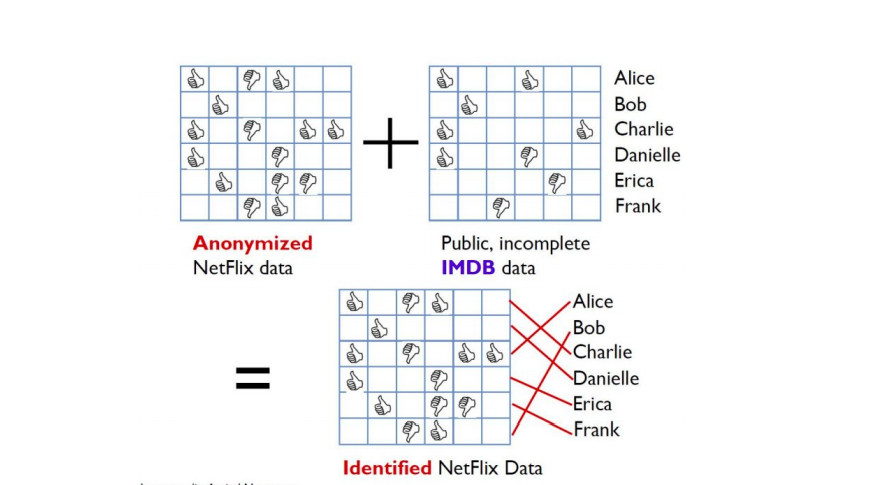 Alice
Bob
Charlie
Danielle
Erica
Frank
Anonymized
NetFlix data
Public, incomplete
IMDB data
Alice
Bob
Charlie
Danielle
Erica
Frank
Identified NetFlix Data